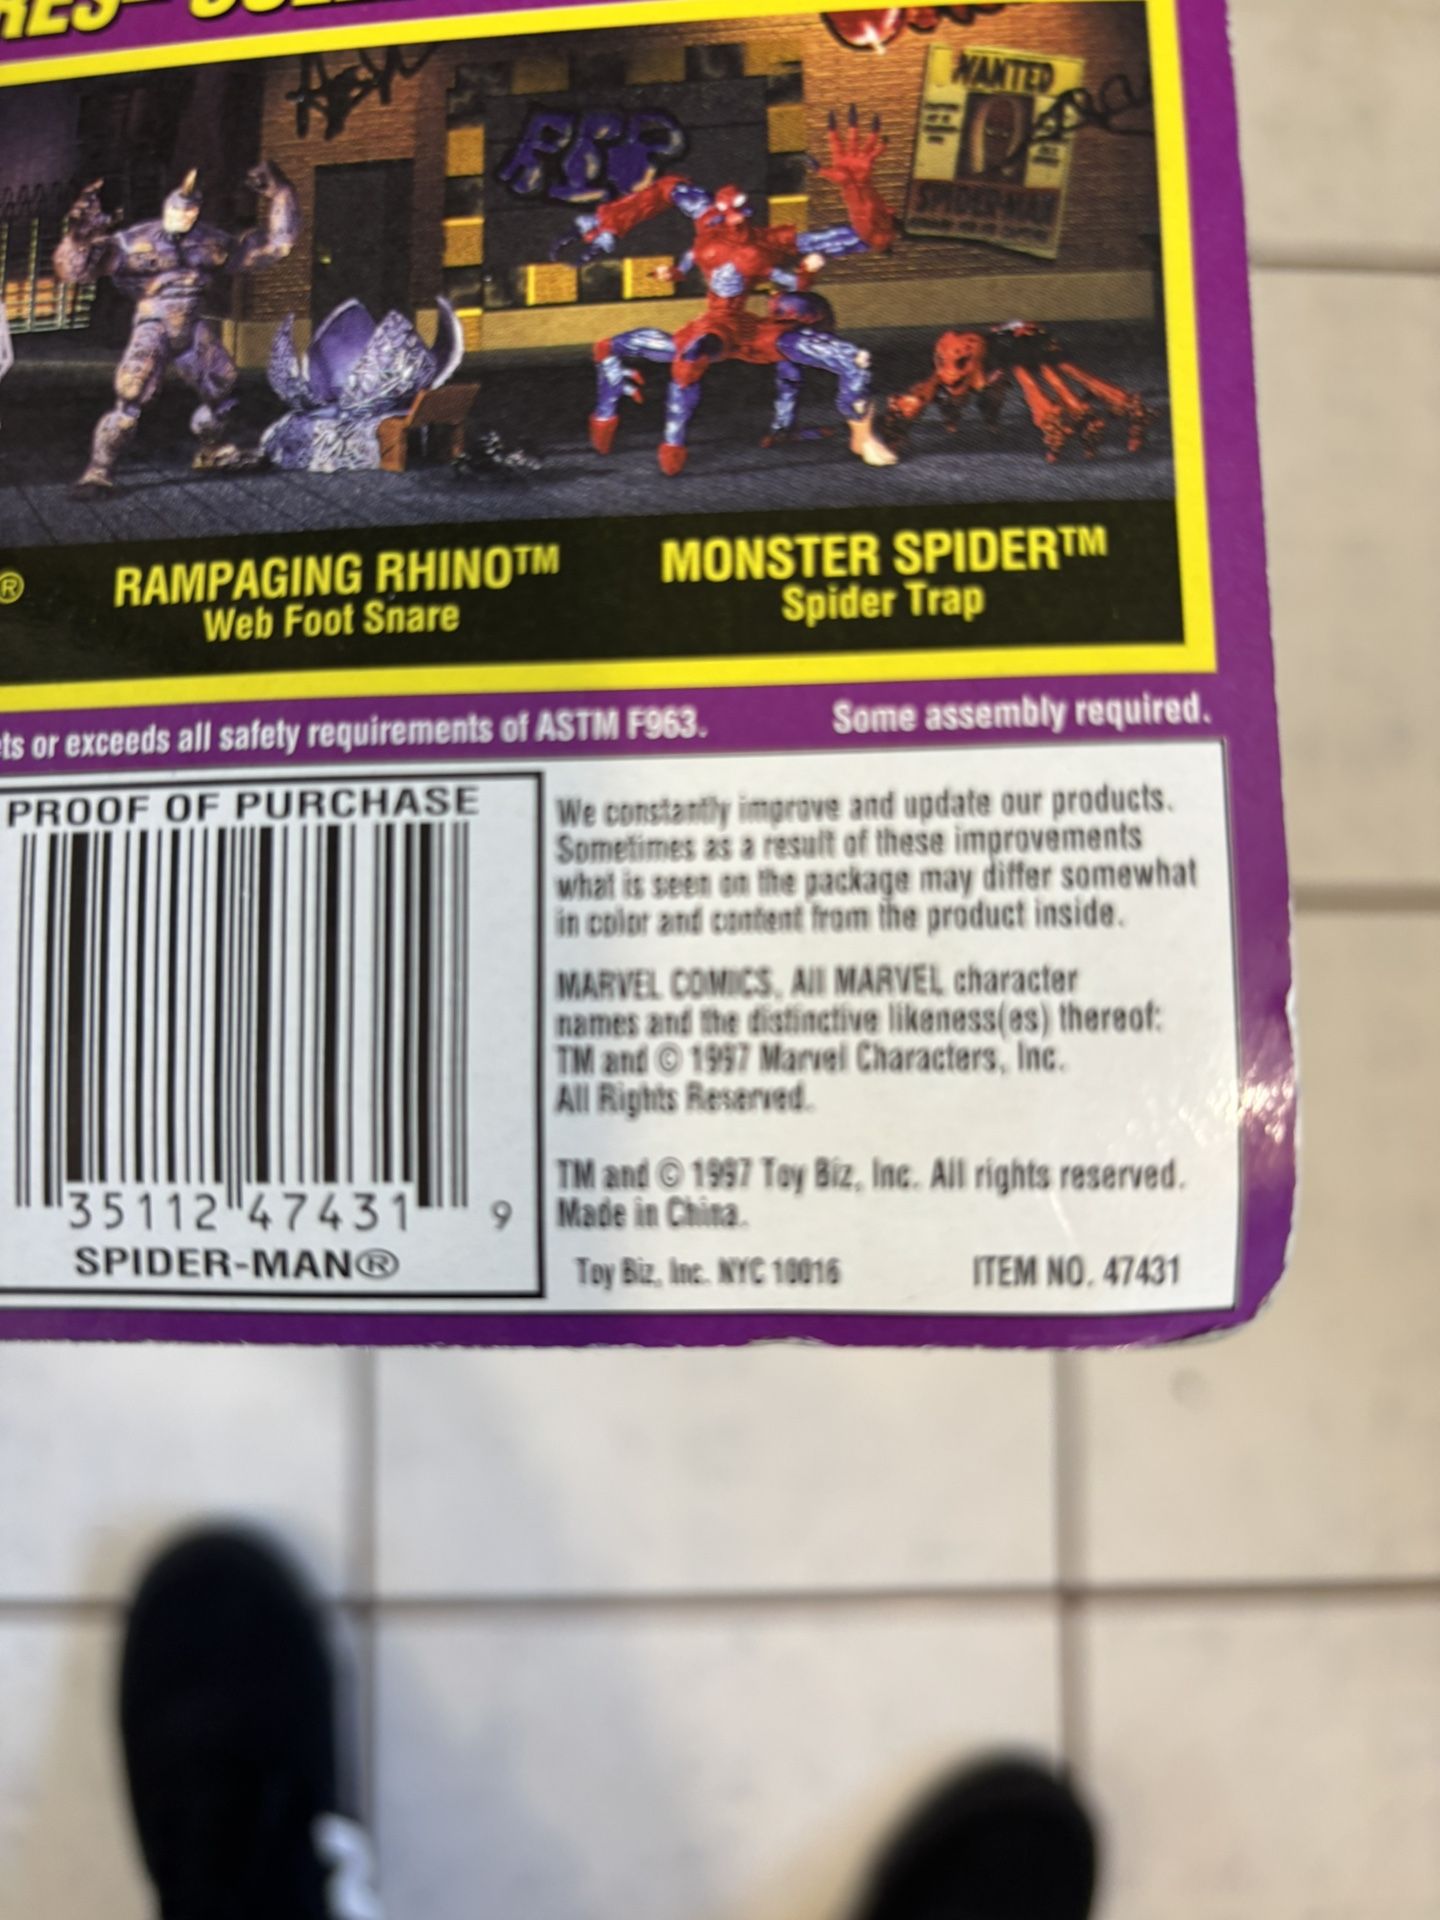 WANTED
SPIDER-MAN
®
RAMPAGING RHINO™
Web Foot Snare
MONSTER SPIDER™
Spider Trap
ts or exceeds all safety requirements of ASTM F963.
Some assembly required.
PROOF OF PURCHASE
35112 47431 9
SPIDER-MAN®
We constantly improve and update our products.
Sometimes as a result of these improvements
what is seen on the package may differ somewhat
in color and content from the product inside.
MARVEL COMICS, All MARVEL character
names and the distinctive likeness(es) thereof:
TM and © 1997 Marvel Characters, Inc.
All Rights Reserved.
TM and © 1997 Toy Biz, Inc. All rights reserved.
Made in China.
Toy Biz, Inc. NYC 10016
ITEM NO. 47431